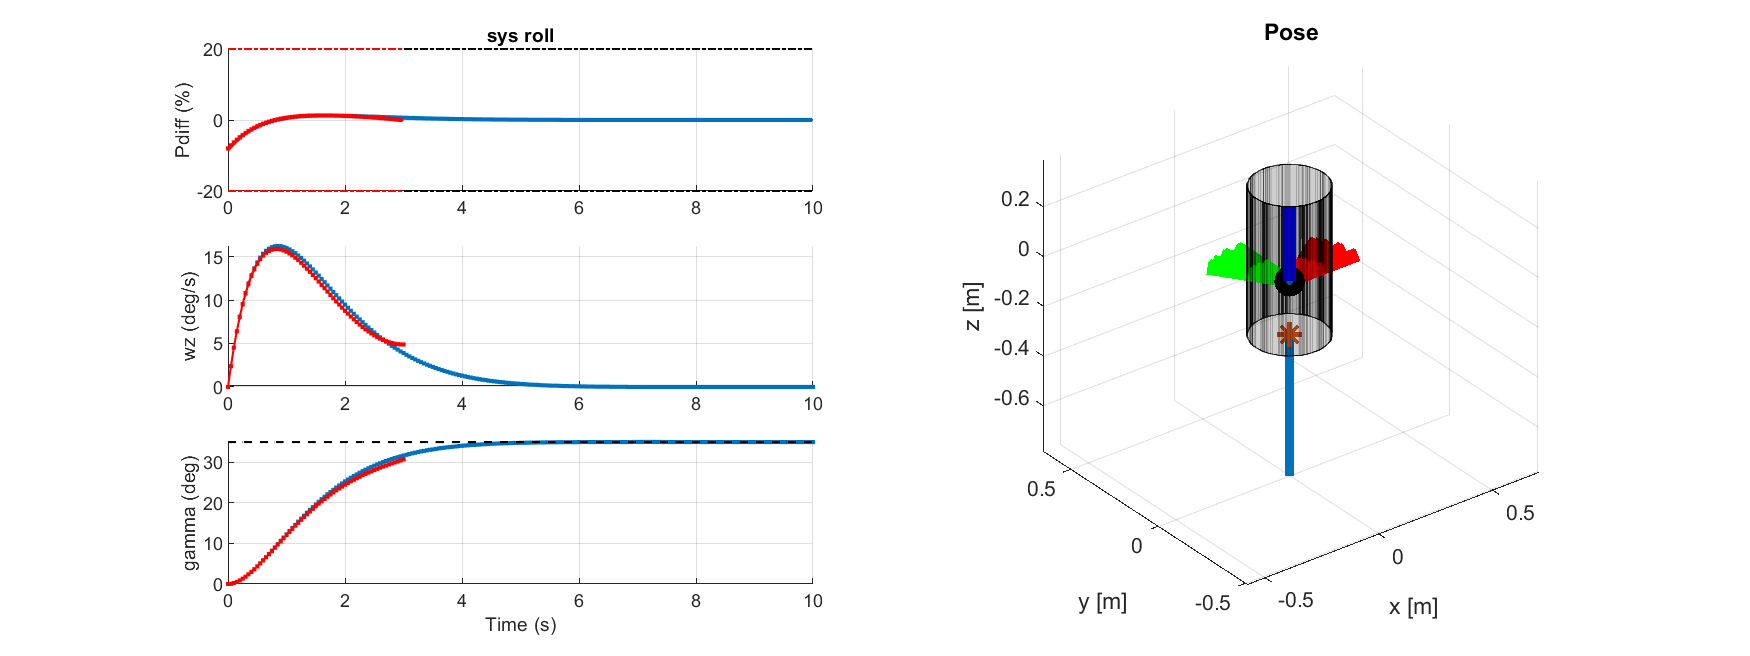 sys roll
Pdiff (%)
20
0
-20
0 2 4 6 8 10
wz (deg/s)
15
10
5
0
0 2 4 6 8 10
gamma (deg)
30
20
10
0
0 2 4 6 8 10
Time (s)
Pose
z [m]
0.2
0
-0.2
-0.4
-0.6
0.5
0
-0.5
y [m]
-0.5
0
0.5
x [m]